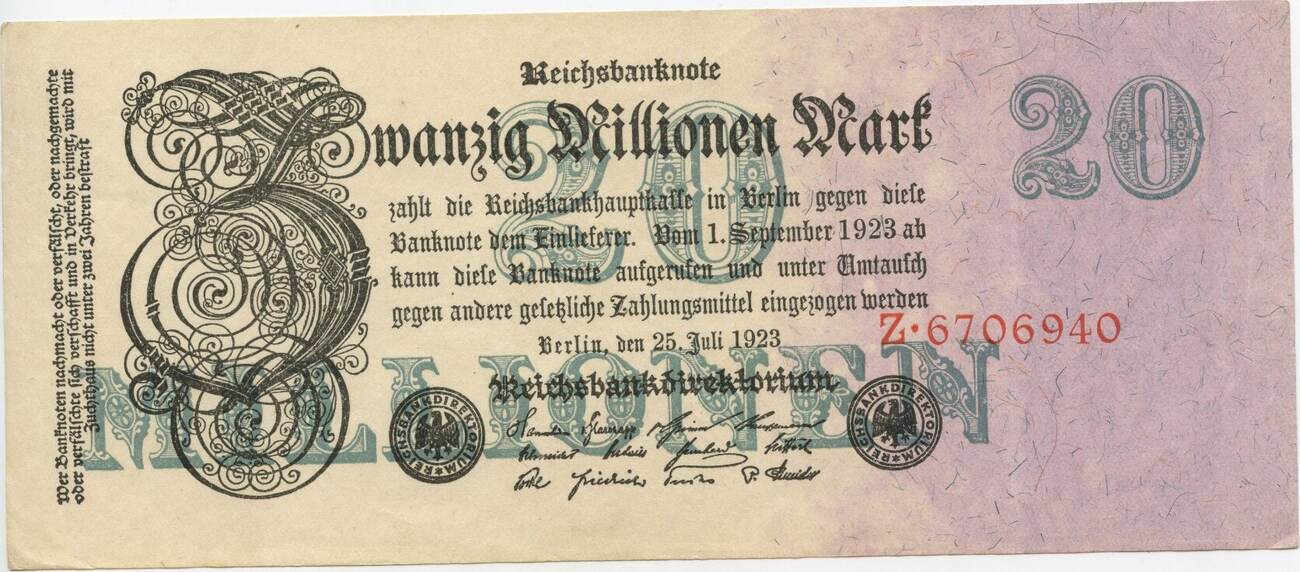 Reichsbanknote
Zwanzig Millionen Mark
20
20
zahlt die Reichsbankhauptkasse in Berlin gegen diese
Banknote dem Einlieferer. Vom 1. September 1923 ab
kann diese Banknote aufgerufen und unter Umtausch
gegen andere gesetzliche Zahlungsmittel eingezogen werden
Z·6706940
Berlin, den 25. Juli 1923
MILLIONEN
Reichsbankdirektorium
REICHSBANKDIREKTORIUM
REICHSBANKDIREKTORIUM
Wer Banknoten nachmacht oder verfälscht, oder nachgemachte
oder verfälschte sich verschafft und in Verkehr bringt, wird mit
Zuchthaus nicht unter zwei Jahren bestraft